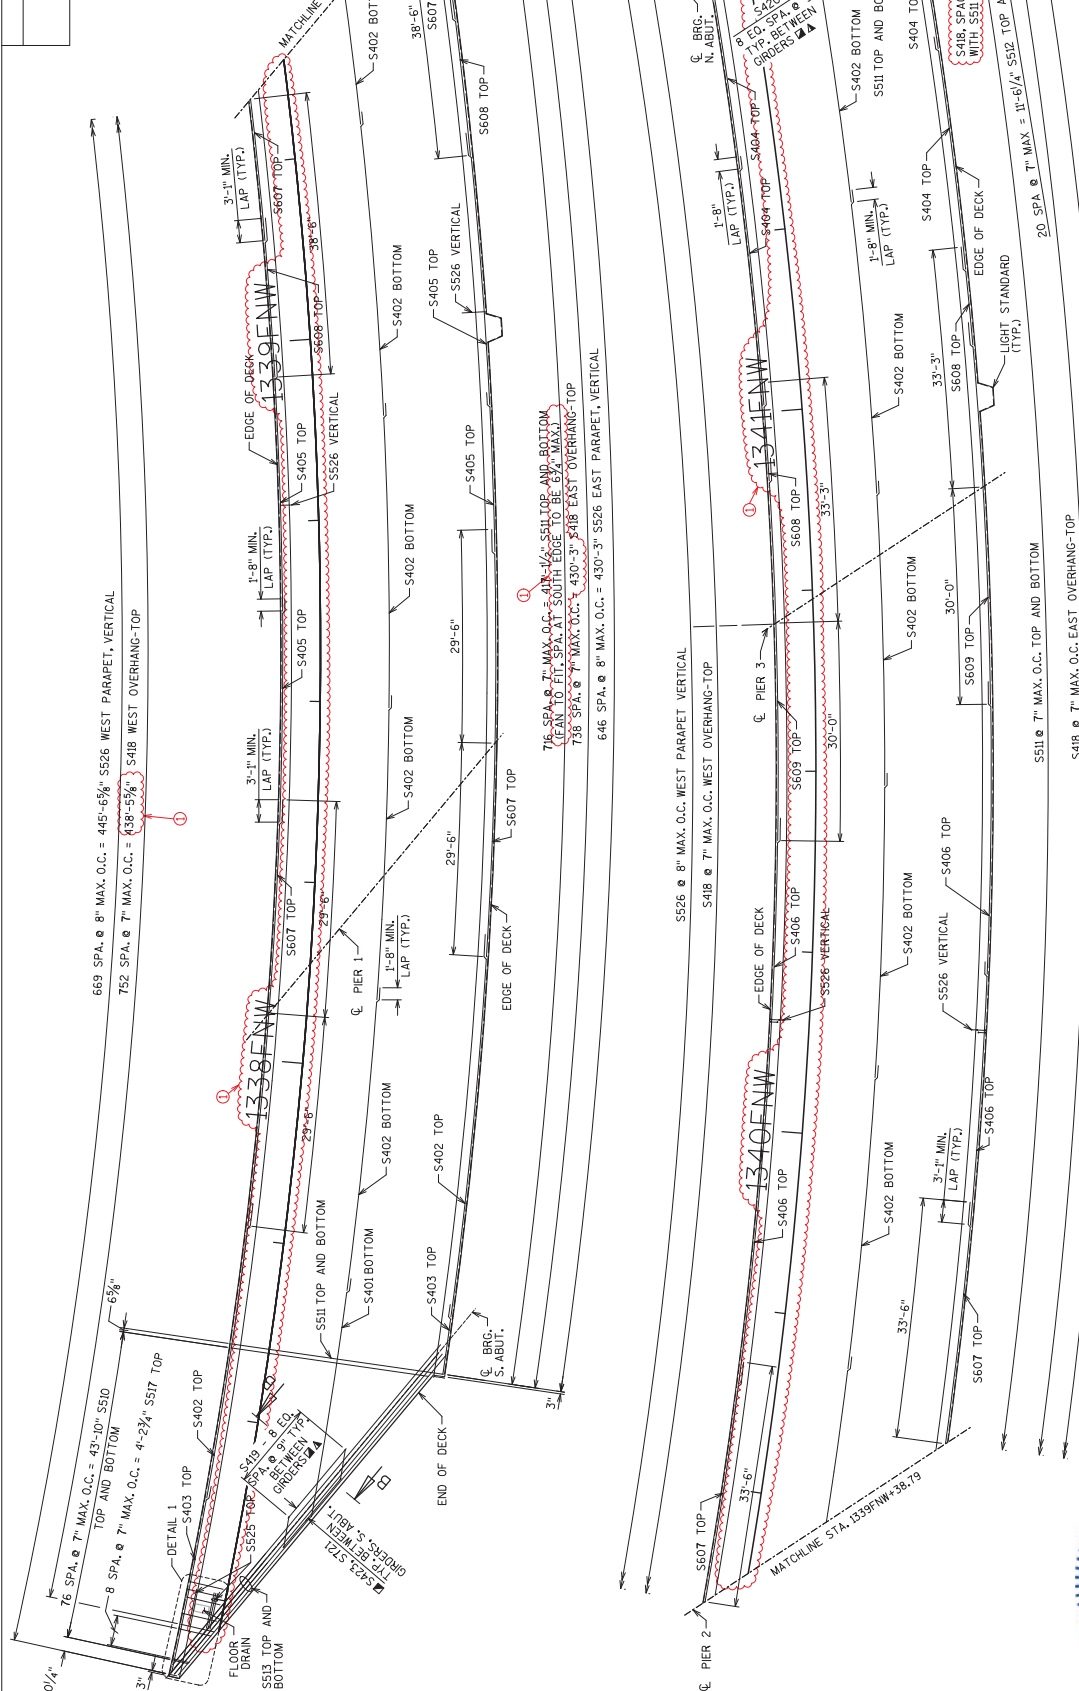 MATCHLINE
669 SPA. @ 8" MAX. O.C. = 445'-6⅝" S526 WEST PARAPET, VERTICAL
752 SPA. @ 7" MAX. O.C. = 438'-5⅝" S418 WEST OVERHANG-TOP
1
3'-1" MIN.
LAP (TYP.)
S607 TOP
38'-6"
1339FNW
S608 TOP
EDGE OF DECK
S405 TOP
S526 VERTICAL
1'-8" MIN.
LAP (TYP.)
S405 TOP
3'-1" MIN.
LAP (TYP.)
S607 TOP
29'-6"
1338FNW
1
29'-6"
℄ PIER 1
1'-8" MIN.
LAP (TYP.)
S402 BOTTOM
S402 BOTTOM
S402 BOTTOM
S402 BOTTOM
S401 BOTTOM
S511 TOP AND BOTTOM
38'-6"
S607
S608 TOP
S526 VERTICAL
S405 TOP
S405 TOP
29'-6"
29'-6"
S607 TOP
EDGE OF DECK
S402 TOP
S403 TOP
℄ BRG.
S. ABUT.
3"
END OF DECK
6⅝"
76 SPA. @ 7" MAX. O.C. = 43'-10" S510
TOP AND BOTTOM
8 SPA. @ 7" MAX. O.C. = 4'-2¾" S517 TOP
DETAIL 1
S403 TOP
S402 TOP
S525 TOP
S419 - 8 EQ.
SPA. @ 9" TYP.
BETWEEN
GIRDERS
B
B
S423, S721
TYP. BETWEEN
GIRDERS S. ABUT.
FLOOR
DRAIN
S513 TOP AND
BOTTOM
0¼"
3"
716 SPA. @ 7" MAX. O.C. = 417'-½" S511 TOP AND BOTTOM
(FAN TO FIT, SPA. AT SOUTH EDGE TO BE 6¾" MAX.)
738 SPA. @ 7" MAX. O.C. = 430'-3" S418 EAST OVERHANG-TOP
646 SPA. @ 8" MAX. O.C. = 430'-3" S526 EAST PARAPET, VERTICAL
1
℄ BRG.
N. ABUT.
8 EQ. SPA. @
TYP. BETWEEN
GIRDERS
S404 TOP
1'-8"
LAP (TYP.)
S404 TOP
1341FNW
1
S608 TOP
33'-3"
℄ PIER 3
S609 TOP
30'-0"
S526 @ 8" MAX. O.C. WEST PARAPET VERTICAL
S418 @ 7" MAX. O.C. WEST OVERHANG-TOP
EDGE OF DECK
S406 TOP
S526 VERTICAL
1340FNW
S406 TOP
S607 TOP
33'-6"
℄ PIER 2
MATCHLINE STA. 1339FNW+38.79
S402 BOTTOM
S511 TOP AND BO
1'-8" MIN.
LAP (TYP.)
S402 BOTTOM
S402 BOTTOM
S402 BOTTOM
S402 BOTTOM
S404 TO
S404 TOP
EDGE OF DECK
33'-3"
S608 TOP
LIGHT STANDARD
(TYP.)
30'-0"
S609 TOP
S406 TOP
S526 VERTICAL
S406 TOP
3'-1" MIN.
LAP (TYP.)
33'-6"
S607 TOP
WITH S511
20 SPA @ 7" MAX = 11'-6¼" S512 TOP A
S511 @ 7" MAX. O.C. TOP AND BOTTOM
S418 @ 7" MAX. O.C. EAST OVERHANG-TOP